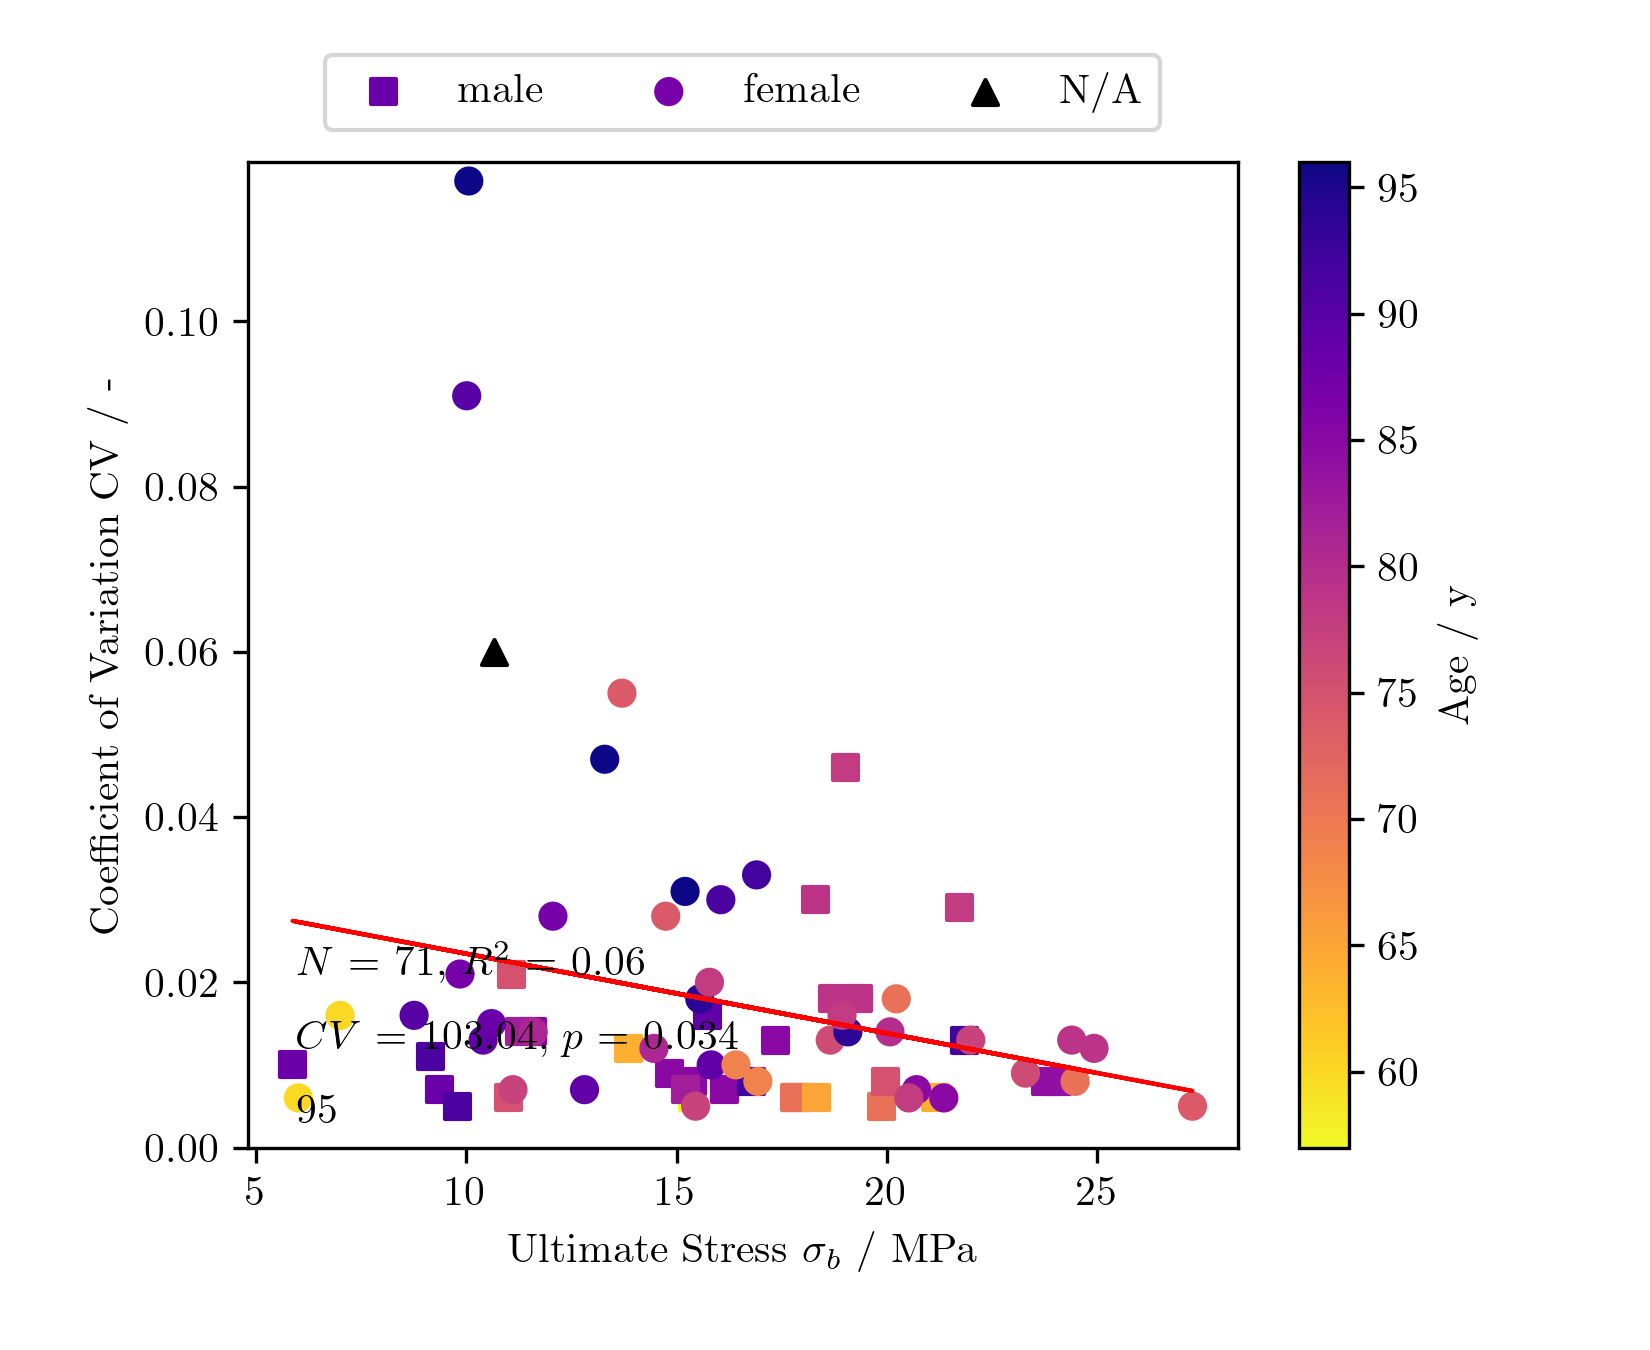 male female N/A
0.10
0.08
0.06
0.04
0.02
0.00
Coefficient of Variation CV / -
N = 71, R² = 0.06
CV = 103.04, p = 0.034
95
5 10 15 20 25
Ultimate Stress σ_b / MPa
95
90
85
80
75
70
65
60
Age / y